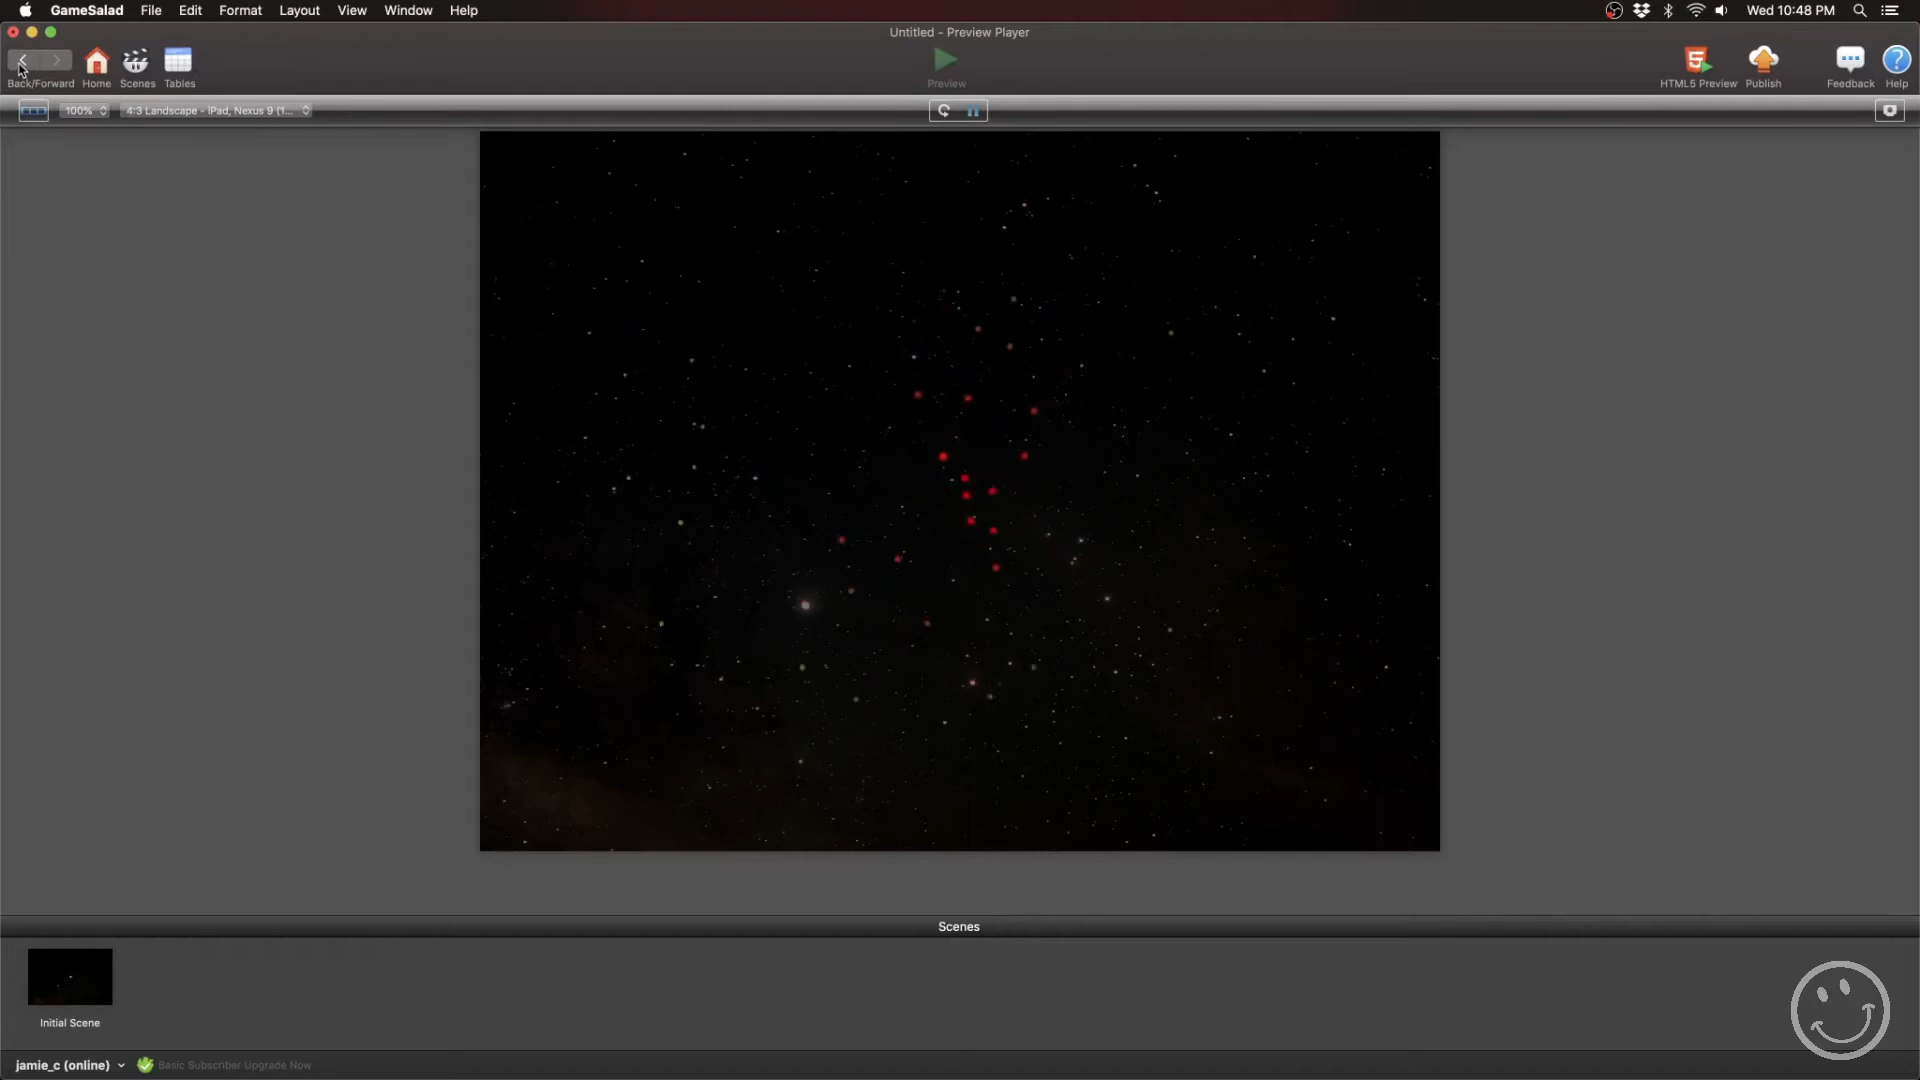 GameSalad File Edit Format Layout View Window Help
Wed 10:48 PM
Untitled - Preview Player
Back/Forward Home Scenes Tables
Preview
HTML5 Preview Publish Feedback Help
100% 4:3 Landscape - iPad, Nexus 9 (1...
Scenes
Initial Scene
jamie_c (online) Basic Subscriber Upgrade Now